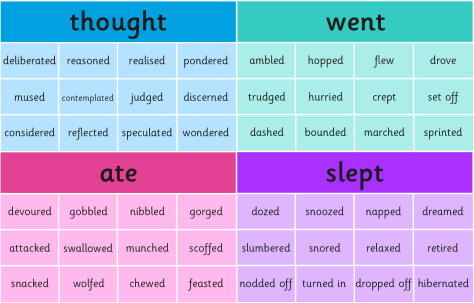 thought
deliberated reasoned realised pondered
mused contemplated judged discerned
considered reflected speculated wondered
went
ambled hopped flew drove
trudged hurried crept set off
dashed bounded marched sprinted
ate
devoured gobbled nibbled gorged
attacked swallowed munched scoffed
snacked wolfed chewed feasted
slept
dozed snoozed napped dreamed
slumbered snored relaxed retired
nodded off turned in dropped off hibernated